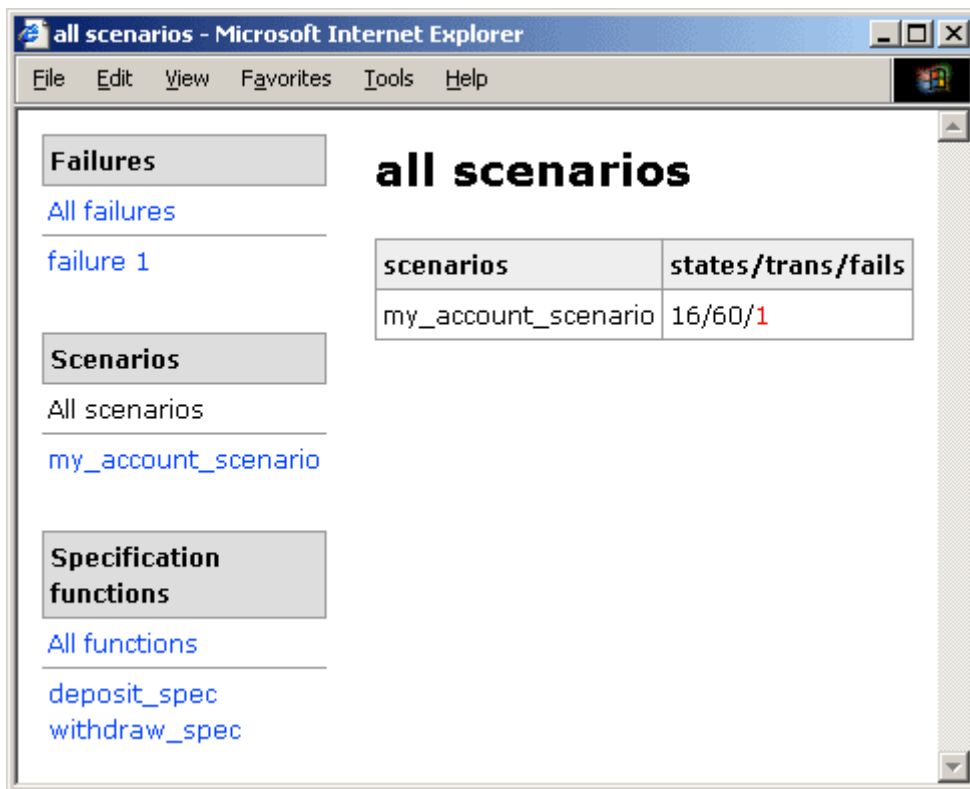 all scenarios - Microsoft Internet Explorer
File Edit View Favorites Tools Help
Failures
All failures
failure 1
Scenarios
All scenarios
my_account_scenario
Specification
functions
All functions
deposit_spec
withdraw_spec
all scenarios
scenarios states/trans/fails
my_account_scenario 16/60/1